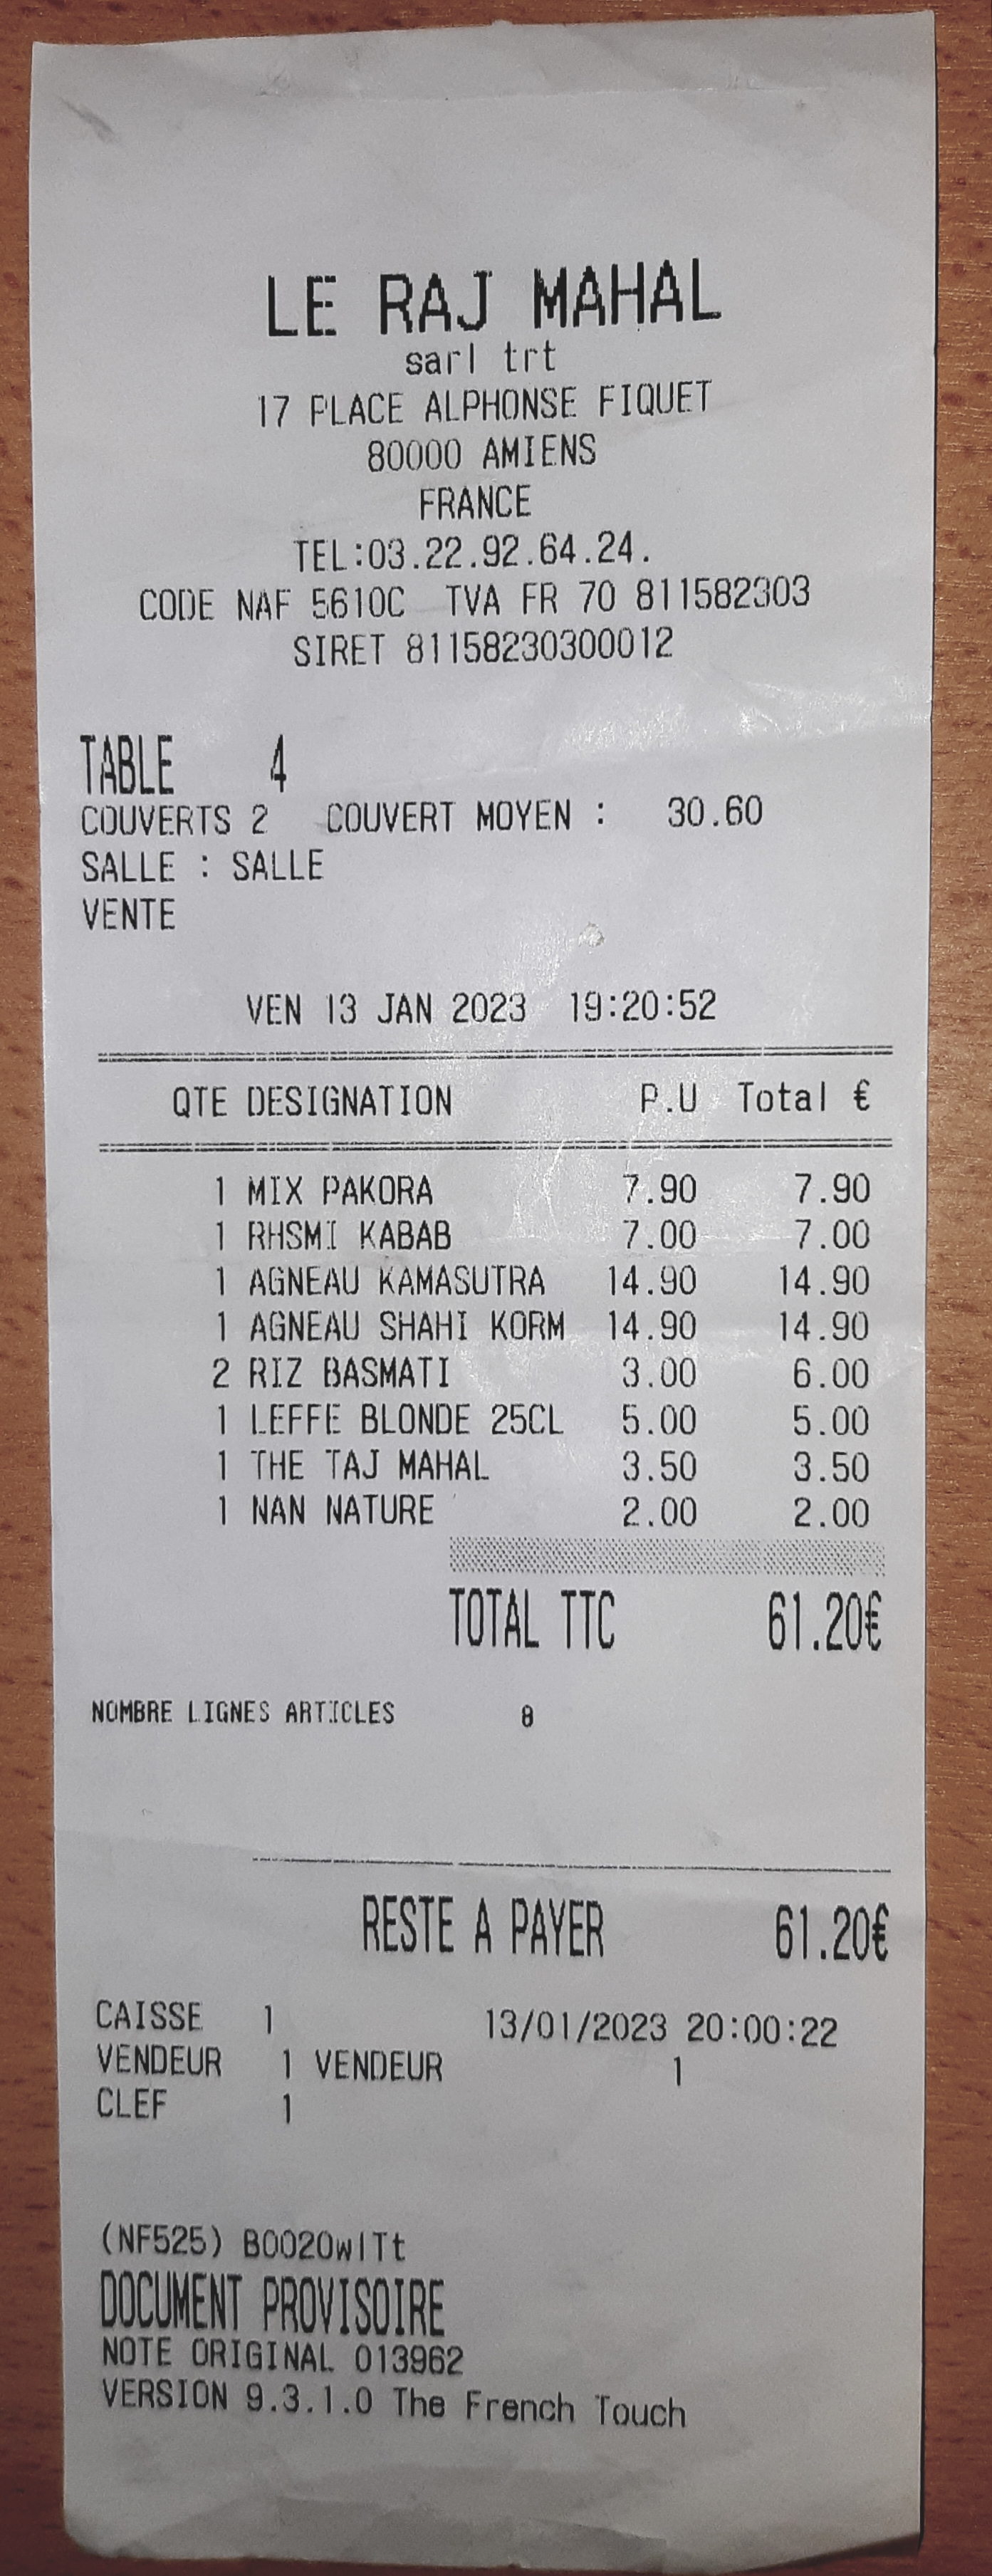 LE RAJ MAHAL
sarl trt
17 PLACE ALPHONSE FIQUET
80000 AMIENS
FRANCE
TEL:03.22.92.64.24.
CODE NAF 5610C TVA FR 70 811582303
SIRET 81158230300012
TABLE 4
COUVERTS 2 COUVERT MOYEN : 30.60
SALLE : SALLE
VENTE
VEN 13 JAN 2023 19:20:52
QTE DESIGNATION P.U Total €
1 MIX PAKORA 7.90 7.90
1 RHSMI KABAB 7.00 7.00
1 AGNEAU KAMASUTRA 14.90 14.90
1 AGNEAU SHAHI KORM 14.90 14.90
2 RIZ BASMATI 3.00 6.00
1 LEFFE BLONDE 25CL 5.00 5.00
1 THE TAJ MAHAL 3.50 3.50
1 NAN NATURE 2.00 2.00
TOTAL TTC 61.20€
NOMBRE LIGNES ARTICLES 8
RESTE A PAYER 61.20€
CAISSE 1 13/01/2023 20:00:22
VENDEUR 1 VENDEUR 1
CLEF 1
(NF525) B0020wlTt
DOCUMENT PROVISOIRE
NOTE ORIGINAL 013962
VERSION 9.3.1.0 The French Touch